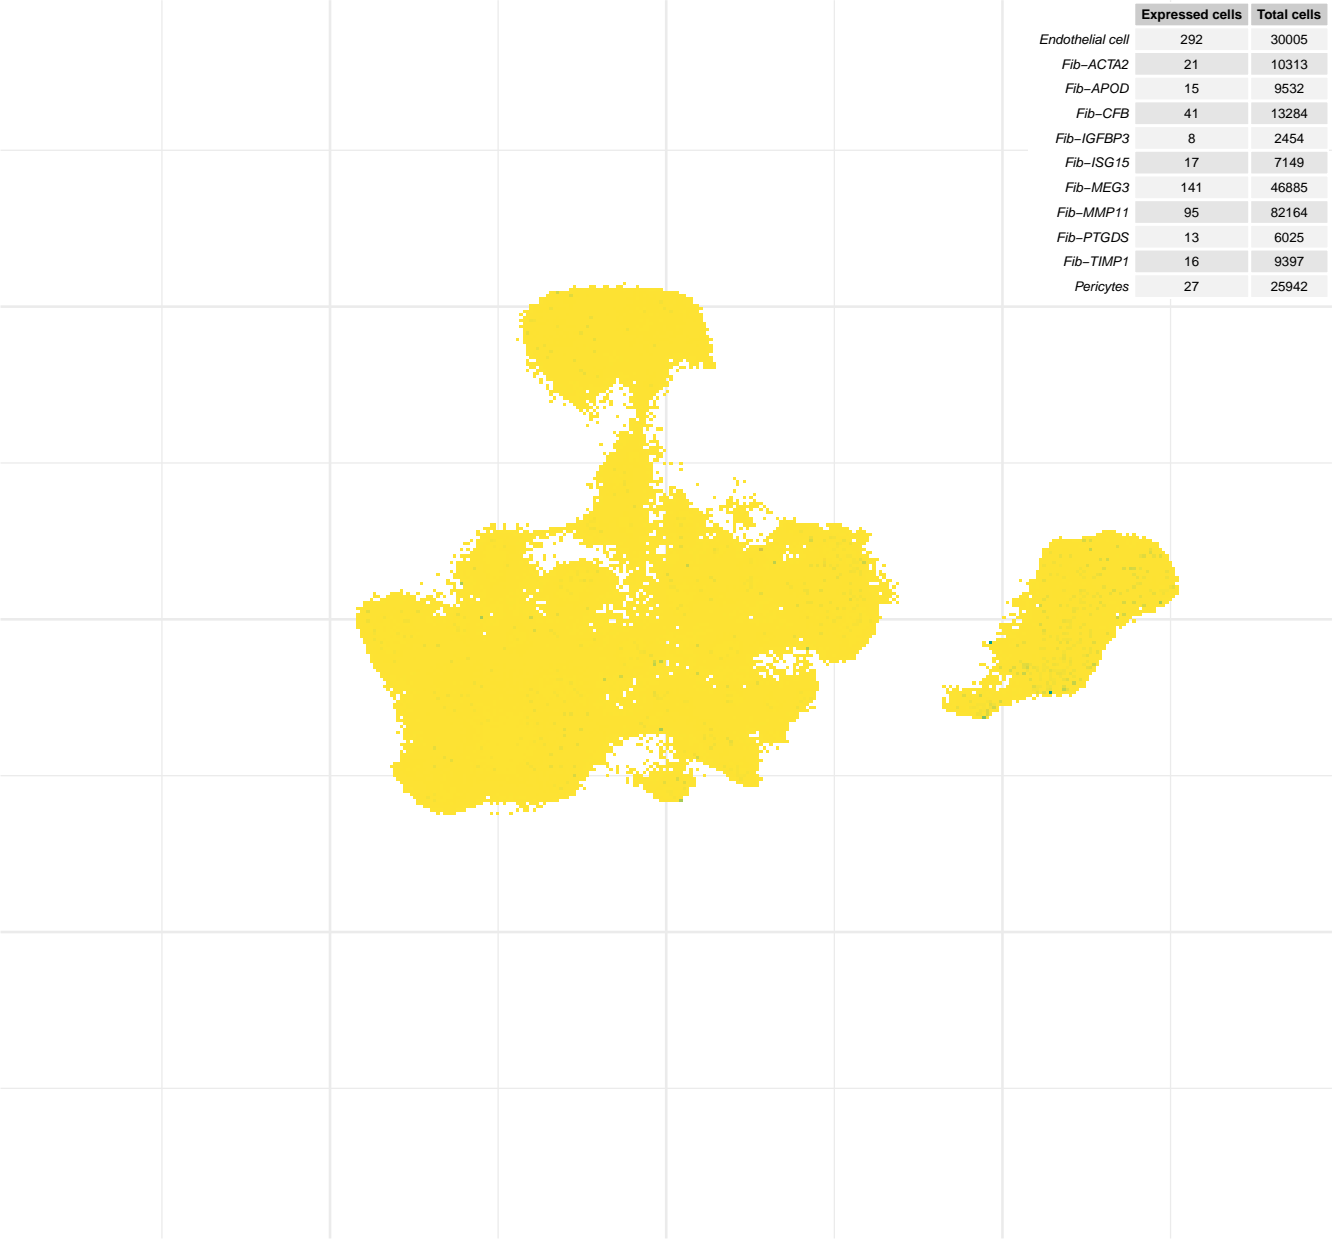 Expressed cells Total cells
Endothelial cell 292 30005
Fib−ACTA2 21 10313
Fib−APOD 15 9532
Fib−CFB 41 13284
Fib−IGFBP3 8 2454
Fib−ISG15 17 7149
Fib−MEG3 141 46885
Fib−MMP11 95 82164
Fib−PTGDS 13 6025
Fib−TIMP1 16 9397
Pericytes 27 25942